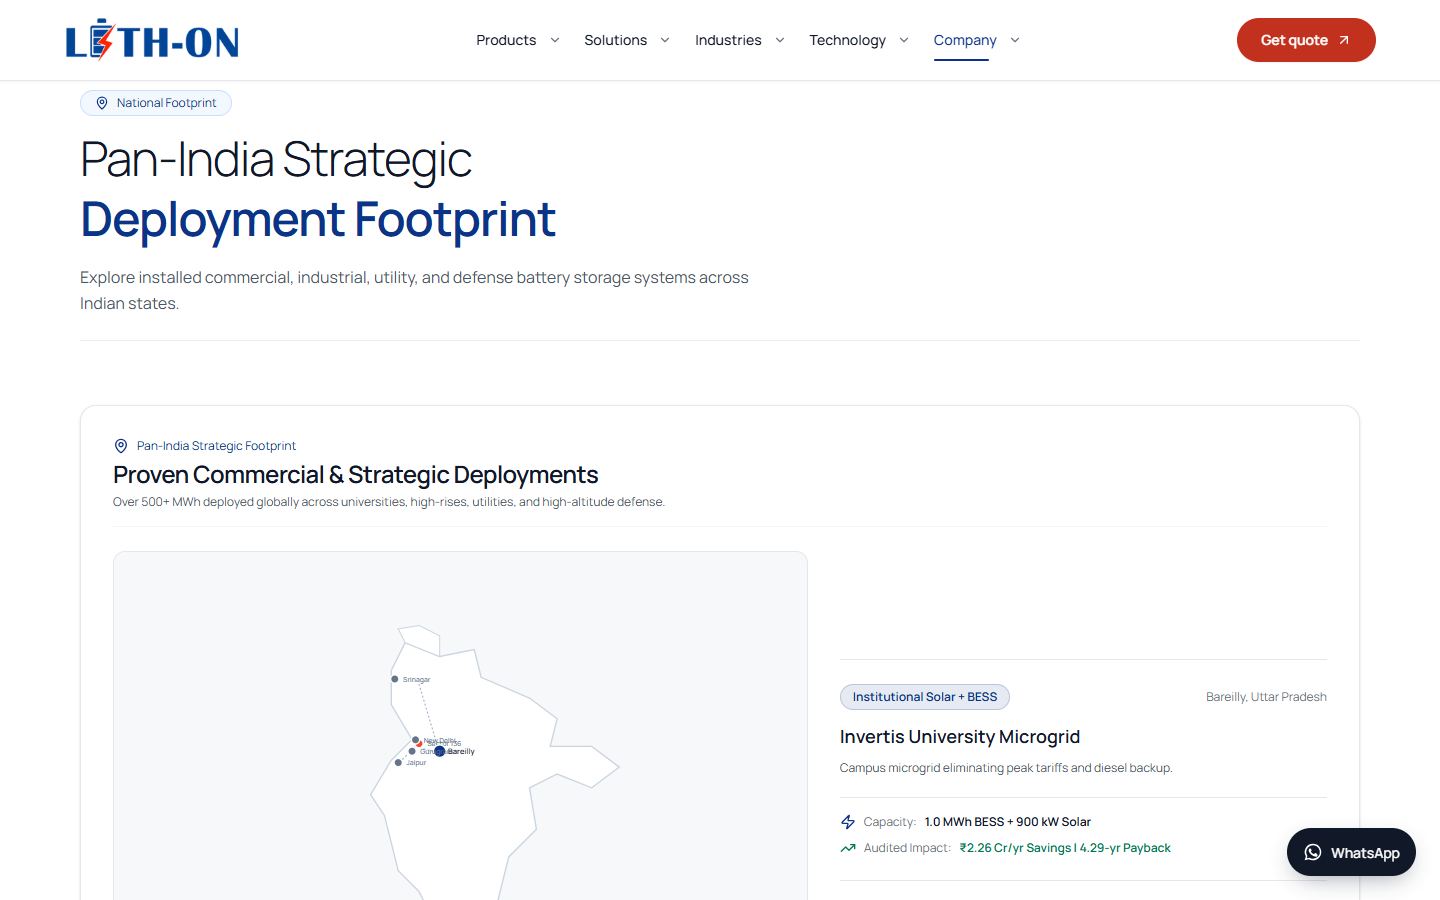 LITH-ON
Products
Solutions
Industries
Technology
Company
Get quote
National Footprint
Pan-India Strategic
Deployment Footprint
Explore installed commercial, industrial, utility, and defense battery storage systems across
Indian states.
Pan-India Strategic Footprint
Proven Commercial & Strategic Deployments
Over 500+ MWh deployed globally across universities, high-rises, utilities, and high-altitude defense.
Srinagar
New Delhi
Sector 136
Bareilly
Jaipur
Institutional Solar + BESS
Bareilly, Uttar Pradesh
Invertis University Microgrid
Campus microgrid eliminating peak tariffs and diesel backup.
Capacity: 1.0 MWh BESS + 900 kW Solar
Audited Impact: ₹2.26 Cr/yr Savings | 4.29-yr Payback
WhatsApp